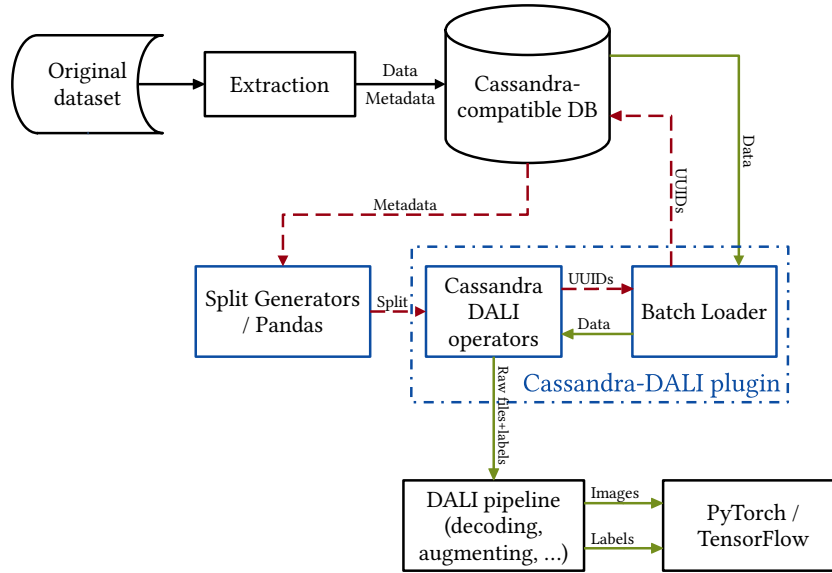 Original
dataset
Extraction
Data
Metadata
Cassandra-
compatible DB
Data
UUIDs
Metadata
Split Generators
/ Pandas
Split
Cassandra
DALI
operators
UUIDs
Data
Batch Loader
Cassandra-DALI plugin
Raw files+labels
DALI pipeline
(decoding,
augmenting, ...)
Images
Labels
PyTorch /
TensorFlow